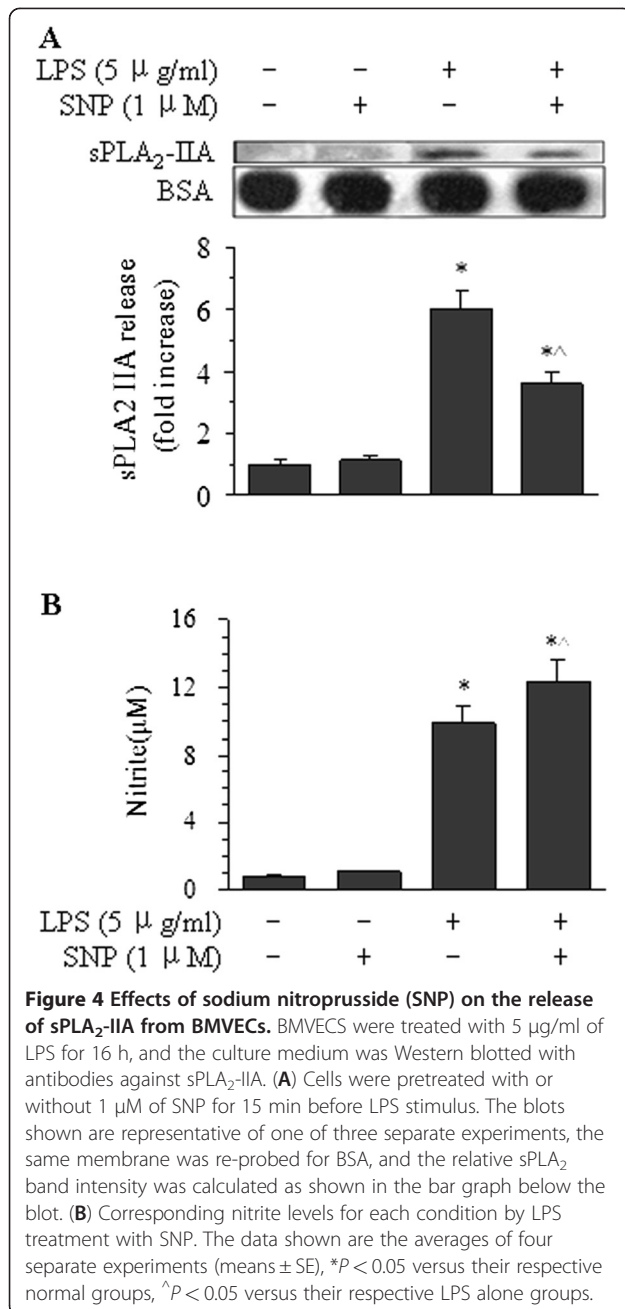 A
LPS (5 μg/ml) − − + +
SNP (1 μM) − + − +
sPLA₂-IIA
BSA
8
*
6
*^
4
2
0
sPLA2 IIA release
(fold increase)
B
16
*^
12
*
8
4
0
Nitrite(μM)
LPS (5 μg/ml) − − + +
SNP (1 μM) − + − +
Figure 4 Effects of sodium nitroprusside (SNP) on the release
of sPLA₂-IIA from BMVECs. BMVECS were treated with 5 μg/ml of
LPS for 16 h, and the culture medium was Western blotted with
antibodies against sPLA₂-IIA. (A) Cells were pretreated with or
without 1 μM of SNP for 15 min before LPS stimulus. The blots
shown are representative of one of three separate experiments, the
same membrane was re-probed for BSA, and the relative sPLA₂
band intensity was calculated as shown in the bar graph below the
blot. (B) Corresponding nitrite levels for each condition by LPS
treatment with SNP. The data shown are the averages of four
separate experiments (means ± SE), *P < 0.05 versus their respective
normal groups, ^P < 0.05 versus their respective LPS alone groups.